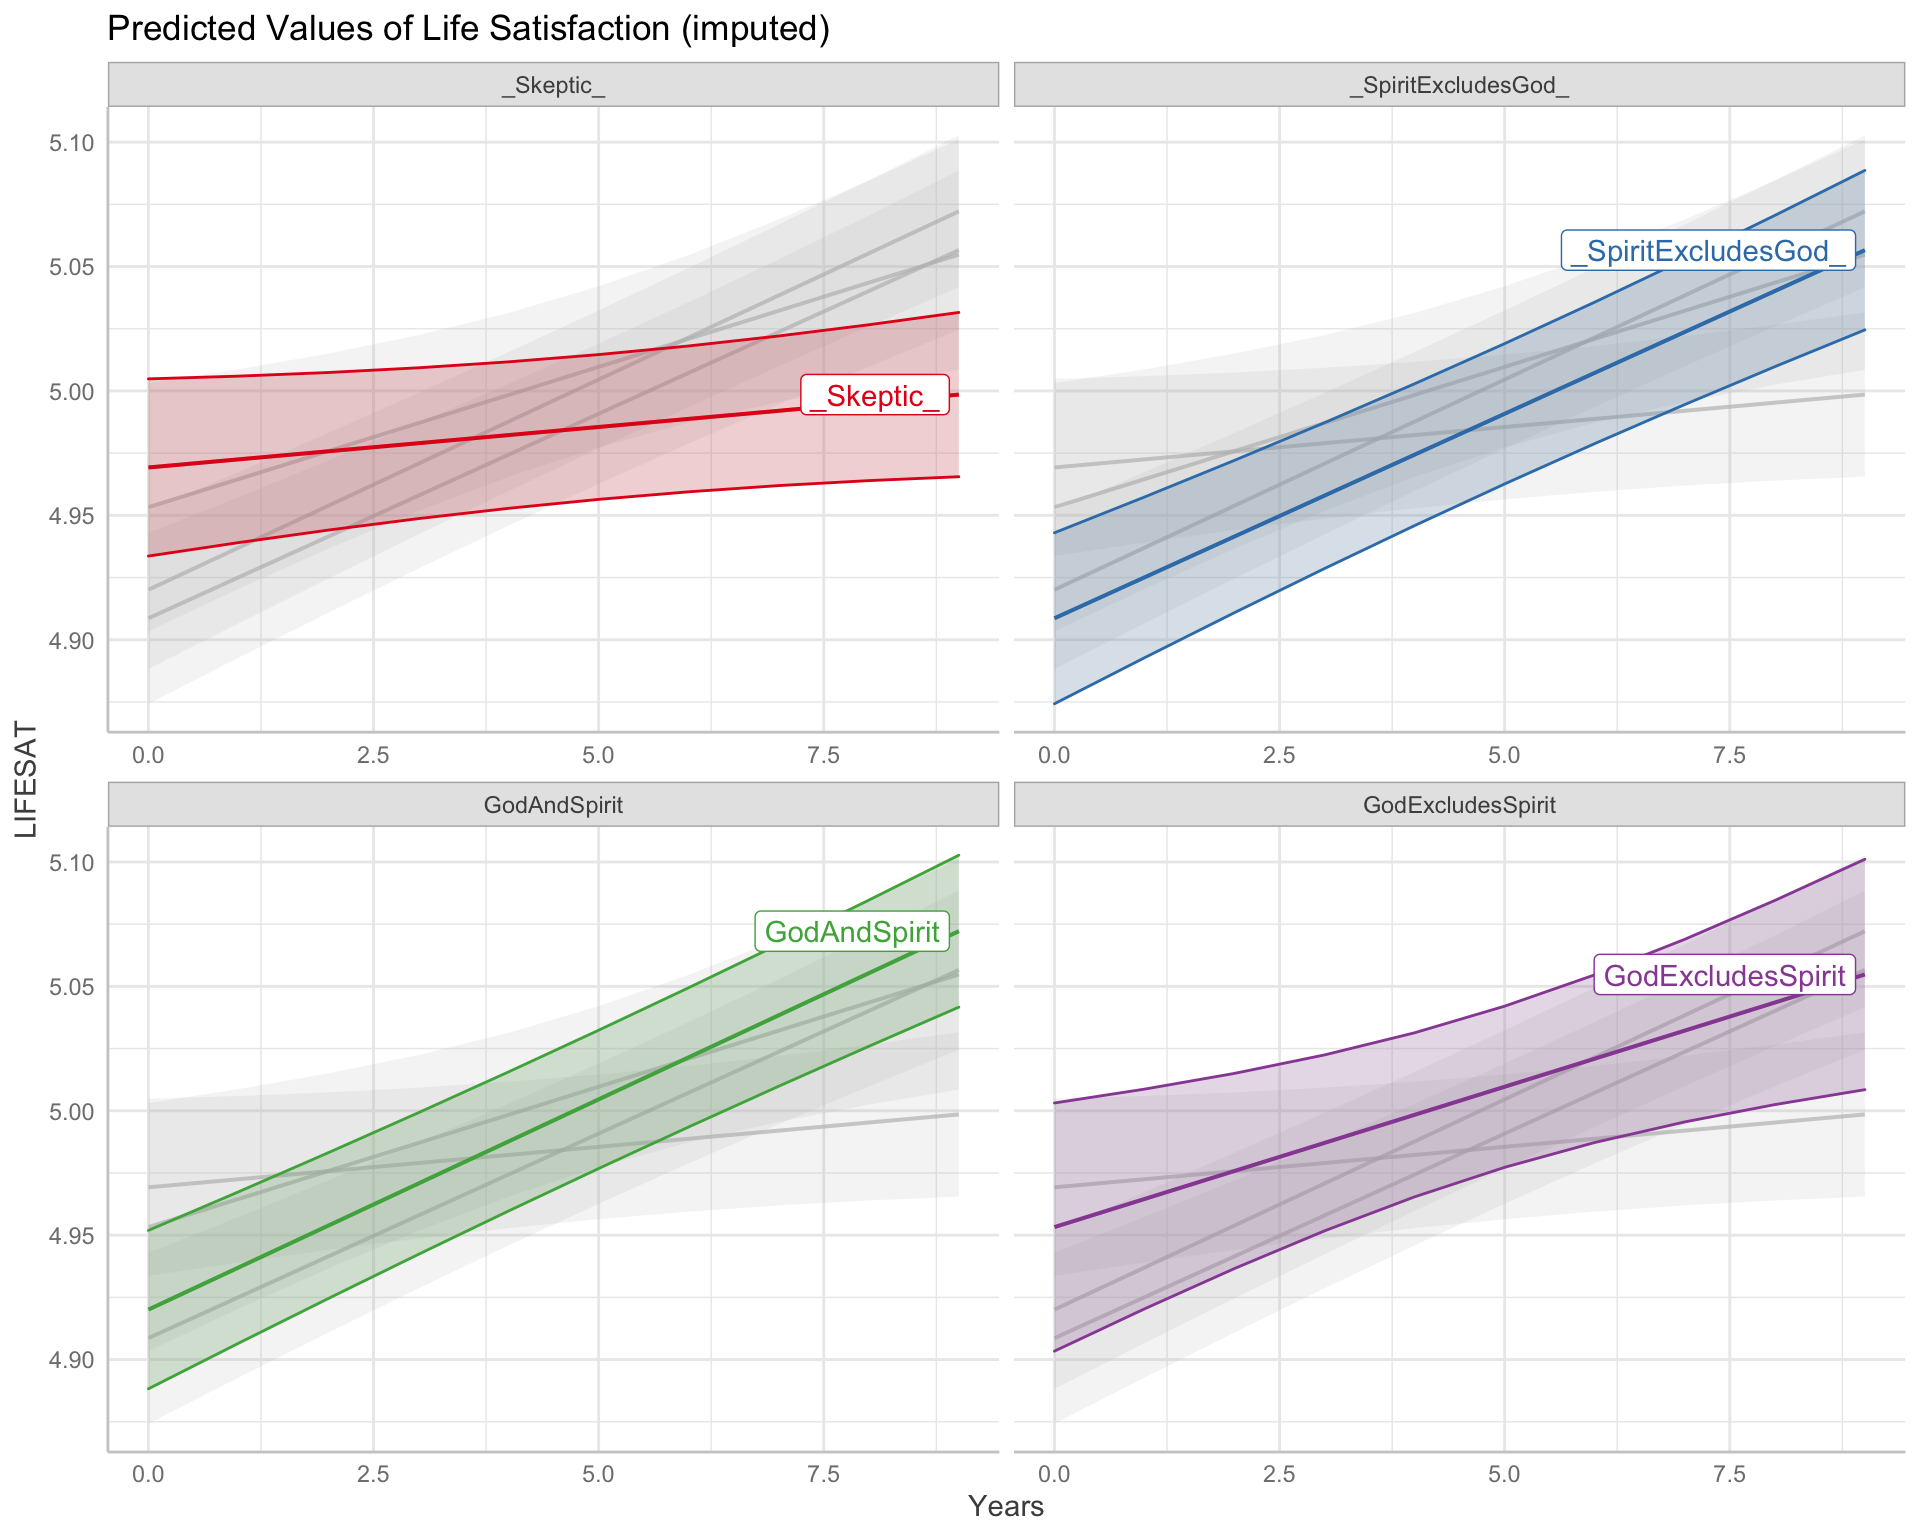 Predicted Values of Life Satisfaction (imputed)
_Skeptic_
_SpiritExcludesGod_
5.10
5.05
5.00
4.95
4.90
_Skeptic_
_SpiritExcludesGod_
0.0 2.5 5.0 7.5
0.0 2.5 5.0 7.5
LIFESAT
GodAndSpirit
GodExcludesSpirit
5.10
5.05
5.00
4.95
4.90
GodAndSpirit
GodExcludesSpirit
0.0 2.5 5.0 7.5
0.0 2.5 5.0 7.5
Years